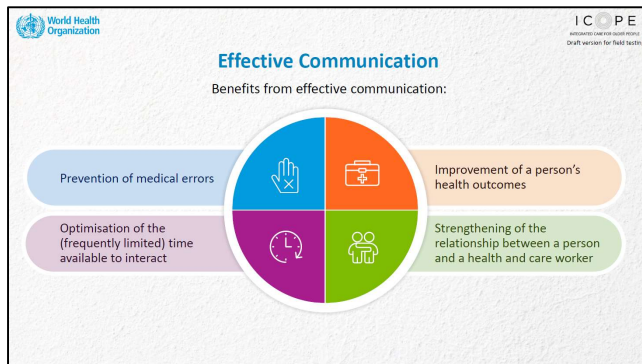 World Health
Organization
ICOPE
INTEGRATED CARE FOR OLDER PEOPLE
Draft version for field testing
Effective Communication
Benefits from effective communication:
Prevention of medical errors
Improvement of a person's
health outcomes
Optimisation of the
(frequently limited) time
available to interact
Strengthening of the
relationship between a person
and a health and care worker